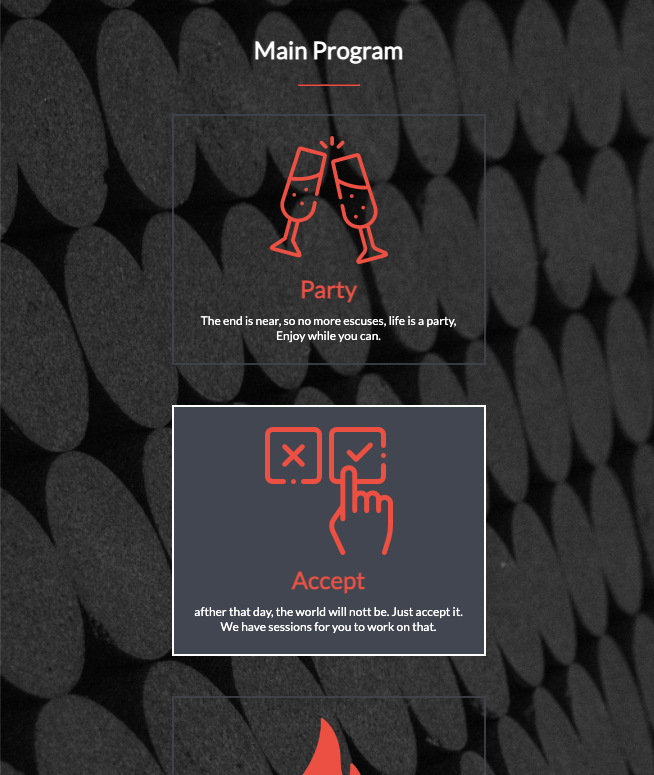 Main Program
Party
The end is near, so no more escuses, life is a party,
Enjoy while you can.
Accept
afther that day, the world will nott be. Just accept it.
We have sessions for you to work on that.